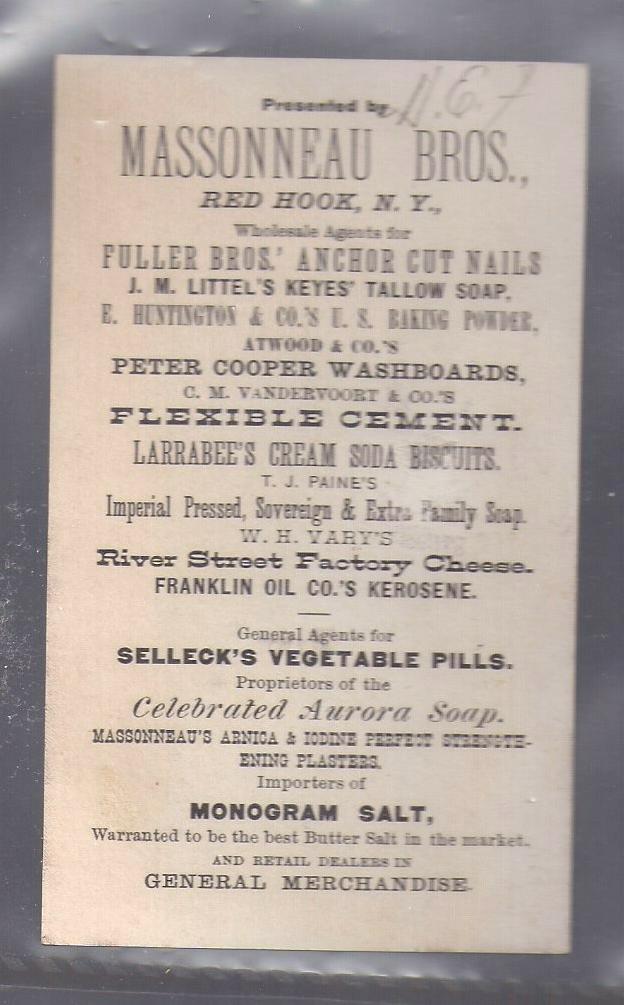 H. E. 7
Presented by
MASSONNEAU BROS.,
RED HOOK, N. Y.,
Wholesale Agents for
FULLER BROS.' ANCHOR CUT NAILS
J. M. LITTEL'S KEYES' TALLOW SOAP,
E. HUNTINGTON & CO.'S U. S. BAKING POWDER,
ATWOOD & CO.'S
PETER COOPER WASHBOARDS,
C. M. VANDERVOORT & CO.'S
FLEXIBLE CEMENT.
LARRABEE'S CREAM SODA BISCUITS.
T. J. PAINE'S
Imperial Pressed, Sovereign & Extra Family Soap.
W. H. VARY'S
River Street Factory Cheese.
FRANKLIN OIL CO.'S KEROSENE.
General Agents for
SELLECK'S VEGETABLE PILLS.
Proprietors of the
Celebrated Aurora Soap.
MASSONNEAU'S ARNICA & IODINE PERFECT STRENGTH-
ENING PLASTERS.
Importers of
MONOGRAM SALT,
Warranted to be the best Butter Salt in the market.
AND RETAIL DEALERS IN
GENERAL MERCHANDISE.